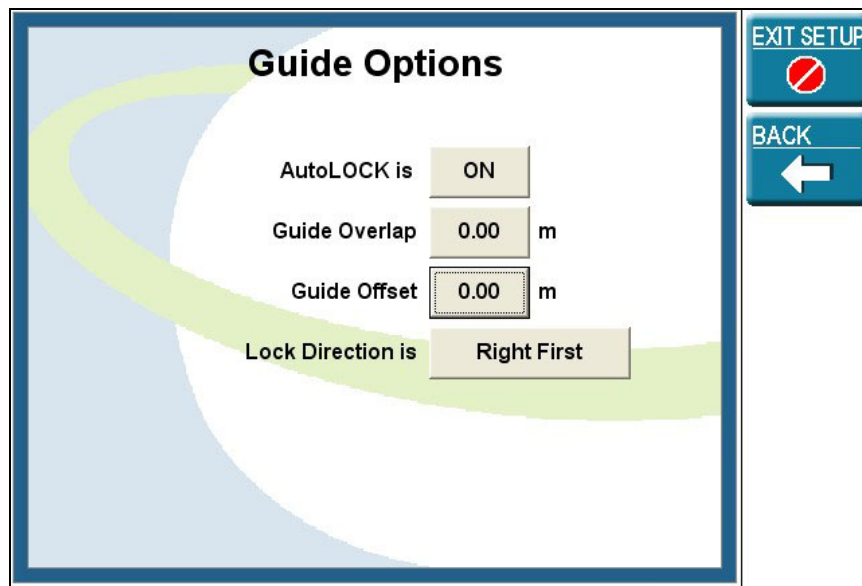 Guide Options
AutoLOCK is ON
Guide Overlap 0.00 m
Guide Offset 0.00 m
Lock Direction is Right First
EXIT SETUP
BACK